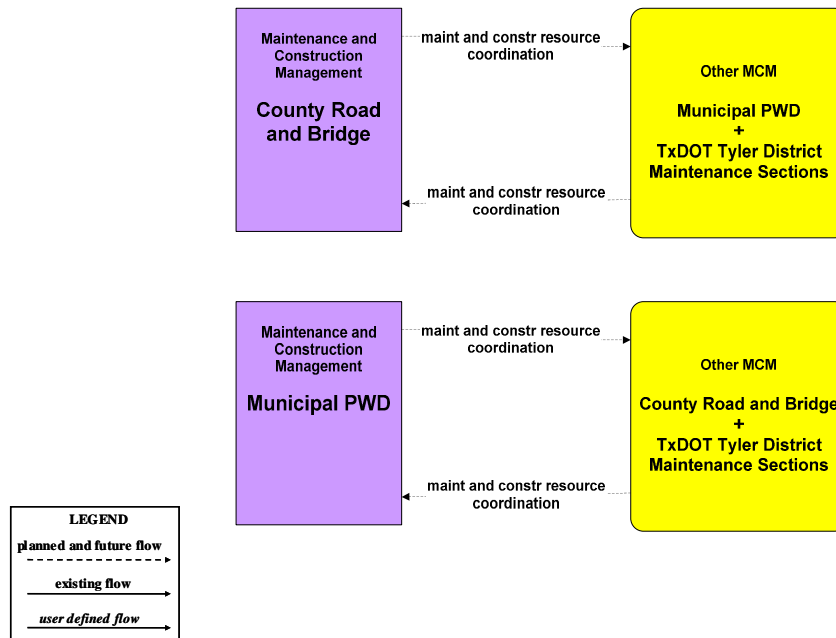 Maintenance and
Construction
Management
County Road
and Bridge
maint and constr resource
coordination
maint and constr resource
coordination
Other MCM
Municipal PWD
+
TxDOT Tyler District
Maintenance Sections
Maintenance and
Construction
Management
Municipal PWD
maint and constr resource
coordination
maint and constr resource
coordination
Other MCM
County Road and Bridge
+
TxDOT Tyler District
Maintenance Sections
LEGEND
planned and future flow
existing flow
user defined flow